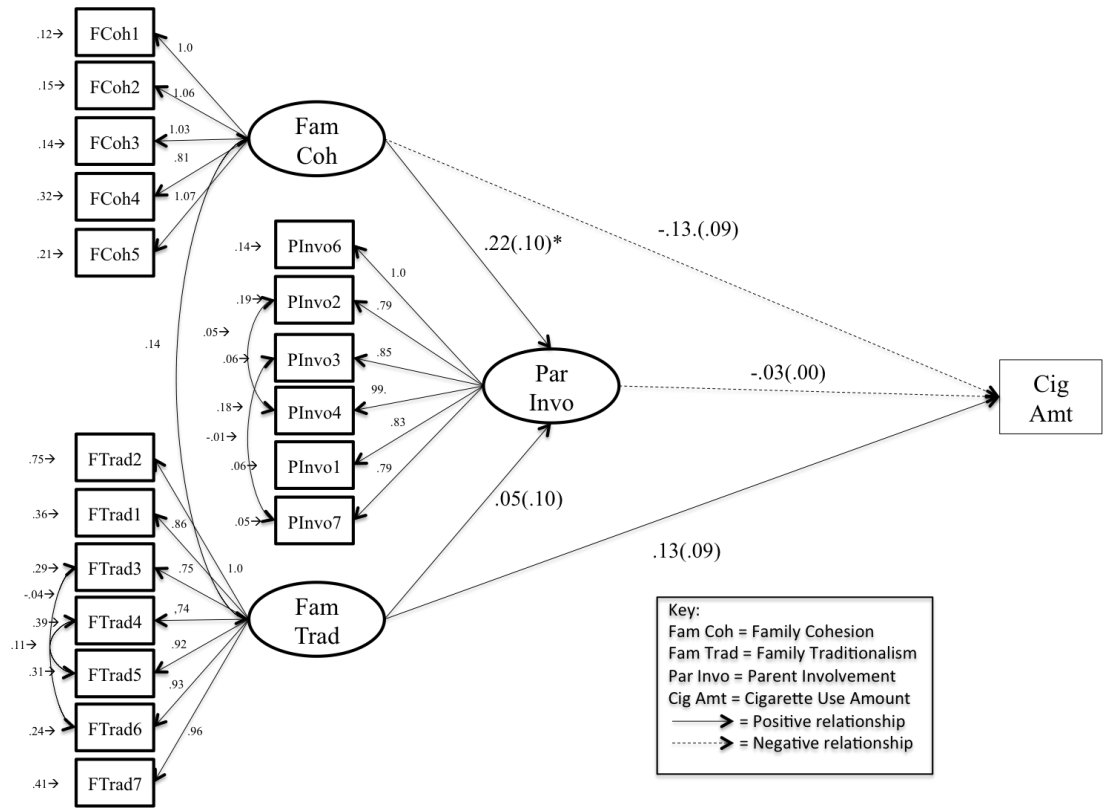 .12→ FCoh1 1.0
.15→ FCoh2 1.06
.14→ FCoh3 1.03
.32→ FCoh4 .81
.21→ FCoh5 1.07
Fam
Coh
.14
-.13.(.09)
.22(.10)*
.14→ PInvo6 1.0
.19→ PInvo2 .79
.05→
.06→ PInvo3 .85
.18→ PInvo4 99.
-.01→
.06→ PInvo1 .83
.05→ PInvo7 .79
Par
Invo
-.03(.00)
Cig
Amt
.05(.10)
.13(.09)
.75→ FTrad2
.36→ FTrad1 .86
1.0
.29→ FTrad3 .75
-.04→
.39→ FTrad4 ,74
.11→
.31→ FTrad5 .92
.24→ FTrad6 .93
.41→ FTrad7 .96
Fam
Trad
Key:
Fam Coh = Family Cohesion
Fam Trad = Family Traditionalism
Par Invo = Parent Involvement
Cig Amt = Cigarette Use Amount
= Positive relationship
= Negative relationship